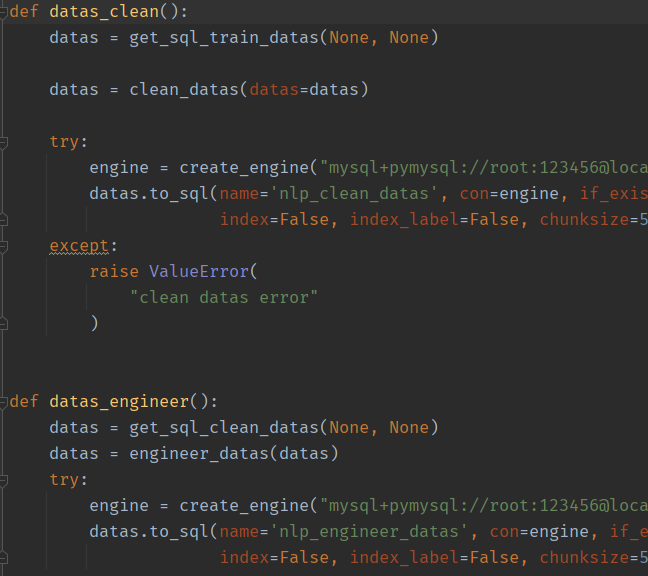 def datas_clean():
datas = get_sql_train_datas(None, None)
datas = clean_datas(datas=datas)
try:
engine = create_engine("mysql+pymysql://root:123456@loca
datas.to_sql(name='nlp_clean_datas', con=engine, if_exis
index=False, index_label=False, chunksize=5
except:
raise ValueError(
"clean datas error"
)
def datas_engineer():
datas = get_sql_clean_datas(None, None)
datas = engineer_datas(datas)
try:
engine = create_engine("mysql+pymysql://root:123456@loca
datas.to_sql(name='nlp_engineer_datas', con=engine, if_e
index=False, index_label=False, chunksize=5